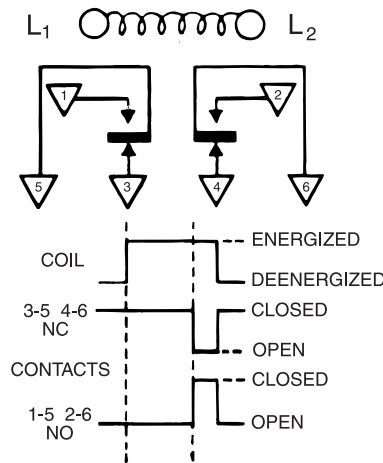 L1 L2
1 2
5 3 4 6
ENERGIZED
COIL
DEENERGIZED
3-5 4-6 CLOSED
NC
OPEN
CONTACTS CLOSED
1-5 2-6 OPEN
NO